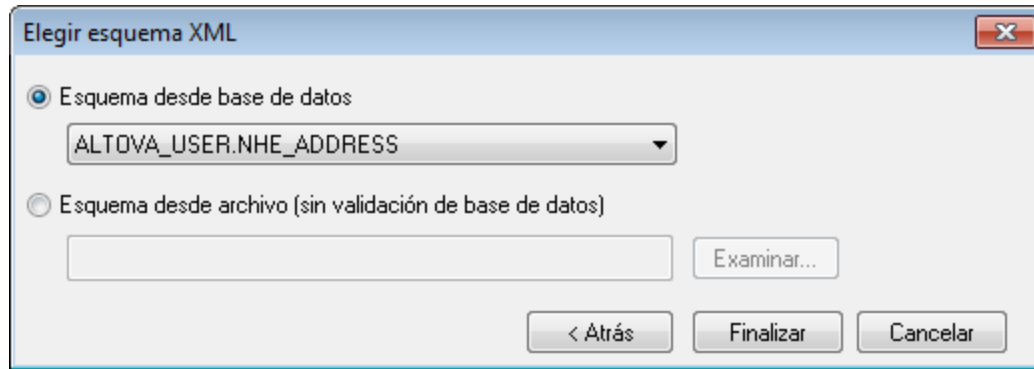 Elegir esquema XML
Esquema desde base de datos
ALTOVA_USER.NHE_ADDRESS
Esquema desde archivo (sin validación de base de datos)
Examinar...
< Atrás Finalizar Cancelar